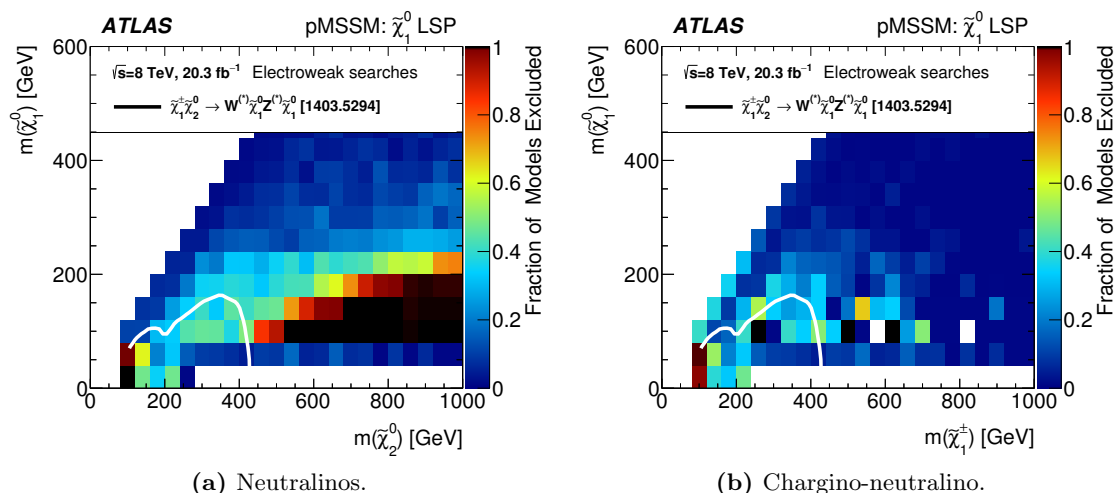 ATLAS pMSSM: χ̃₁⁰ LSP
√s=8 TeV, 20.3 fb⁻¹ Electroweak searches
χ̃₁^± χ̃₂⁰ → W^(*) χ̃₁⁰ Z^(*) χ̃₁⁰ [1403.5294]
m(χ̃₁⁰) [GeV]
600
400
200
0
0 200 400 600 800 1000
m(χ̃₂⁰) [GeV]
1
0.8
0.6
0.4
0.2
0
Fraction of Models Excluded
(a) Neutralinos.
ATLAS pMSSM: χ̃₁⁰ LSP
√s=8 TeV, 20.3 fb⁻¹ Electroweak searches
χ̃₁^± χ̃₂⁰ → W^(*) χ̃₁⁰ Z^(*) χ̃₁⁰ [1403.5294]
m(χ̃₁⁰) [GeV]
600
400
200
0
0 200 400 600 800 1000
m(χ̃₁^±) [GeV]
1
0.8
0.6
0.4
0.2
0
Fraction of Models Excluded
(b) Chargino-neutralino.